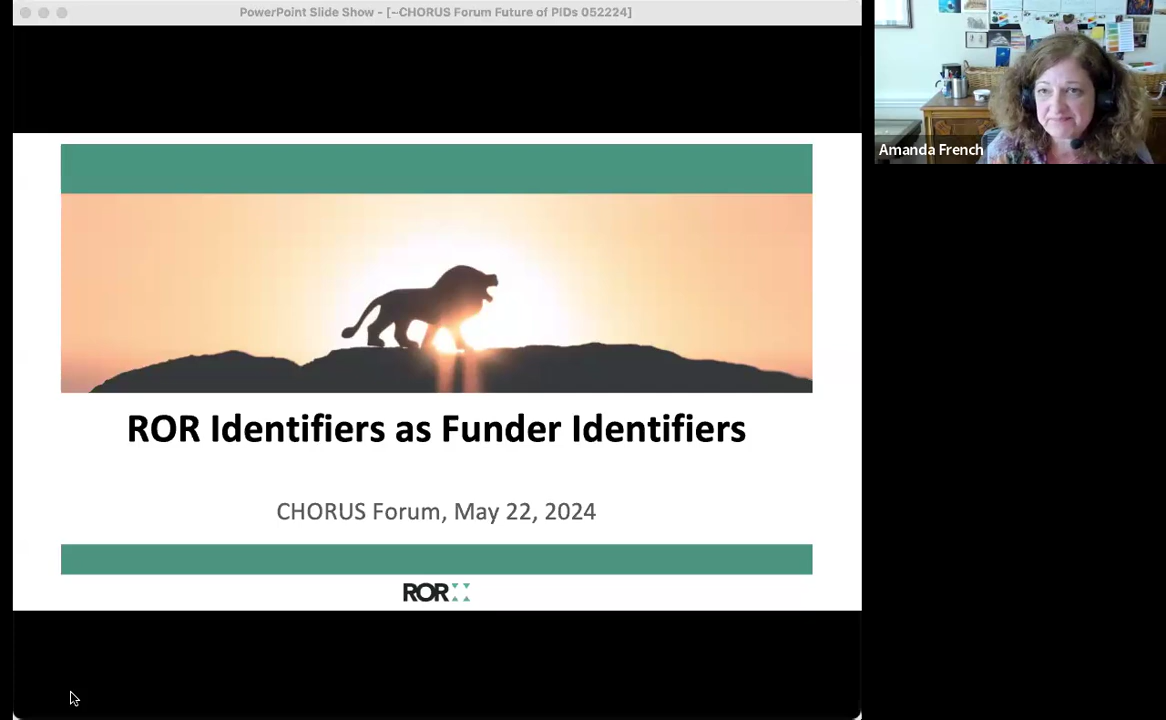 PowerPoint Slide Show - [~CHORUS Forum Future of PIDs 052224]
Amanda French
ROR Identifiers as Funder Identifiers
CHORUS Forum, May 22, 2024
ROR